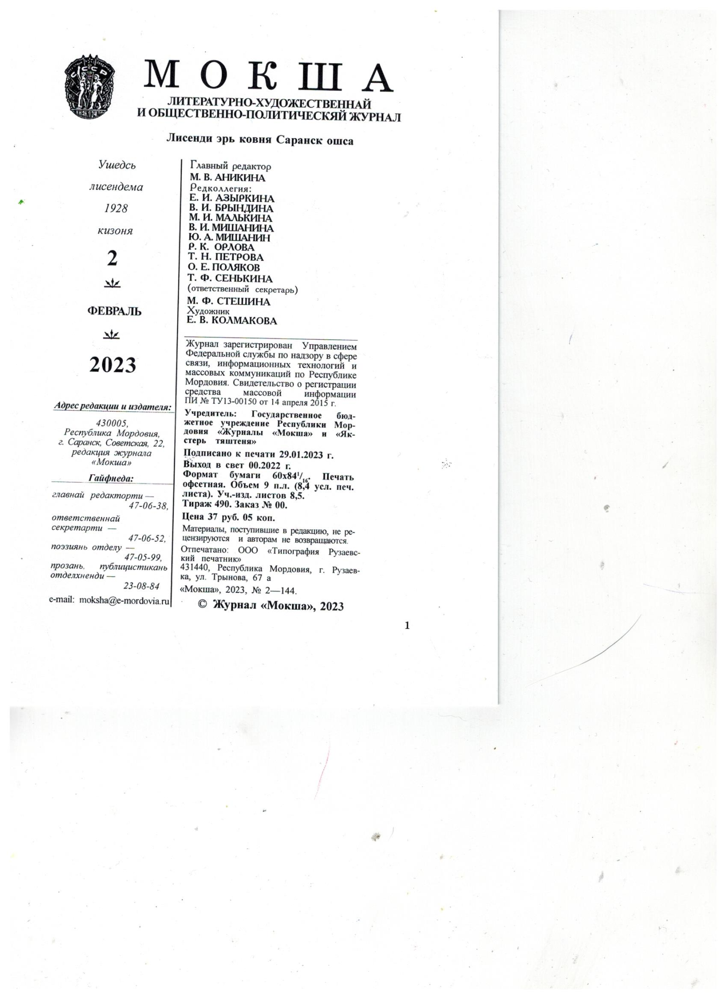 СССР
МОКША
ЛИТЕРАТУРНО-ХУДОЖЕСТВЕННАЙ
И ОБЩЕСТВЕННО-ПОЛИТИЧЕСКЯЙ ЖУРНАЛ
Лисенди эрь ковня Саранск ошса
Ушедсь
лисендема
1928
кизоня
2
ФЕВРАЛЬ
2023
Адрес редакции и издателя:
430005,
Республика Мордовия,
г. Саранск, Советская, 22,
редакция журнала
«Мокша»
Гайфнеда:
главнай редакторти —
47-06-38,
ответственнай
секретарти —
47-06-52,
поэзиянь отделу —
47-05-99,
прозань, публицистикань
отделхненди —
23-08-84
e-mail: moksha@e-mordovia.ru
Главный редактор
М. В. АНИКИНА
Редколлегия:
Е. И. АЗЫРКИНА
В. И. БРЫНДИНА
М. И. МАЛЬКИНА
В. И. МИШАНИНА
Ю. А. МИШАНИН
Р. К. ОРЛОВА
Т. Н. ПЕТРОВА
О. Е. ПОЛЯКОВ
Т. Ф. СЕНЬКИНА
(ответственный секретарь)
М. Ф. СТЕШИНА
Художник
Е. В. КОЛМАКОВА
Журнал зарегистрирован Управлением
Федеральной службы по надзору в сфере
связи, информационных технологий и
массовых коммуникаций по Республике
Мордовия. Свидетельство о регистрации
средства массовой информации
ПИ № ТУ13-00150 от 14 апреля 2015 г.
Учредитель: Государственное бюд-
жетное учреждение Республики Мор-
довия «Журналы «Мокша» и «Як-
стерь тяштеня»
Подписано к печати 29.01.2023 г.
Выход в свет 00.2022 г.
Формат бумаги 60х84¹/₁₆. Печать
офсетная. Объем 9 п.л. (8,4 усл. печ.
листа). Уч.-изд. листов 8,5.
Тираж 490. Заказ № 00.
Цена 37 руб. 05 коп.
Материалы, поступившие в редакцию, не ре-
цензируются и авторам не возвращаются.
Отпечатано: ООО «Типография Рузаевс-
кий печатник»
431440, Республика Мордовия, г. Рузаев-
ка, ул. Трынова, 67 а
«Мокша», 2023, № 2—144.
© Журнал «Мокша», 2023
1